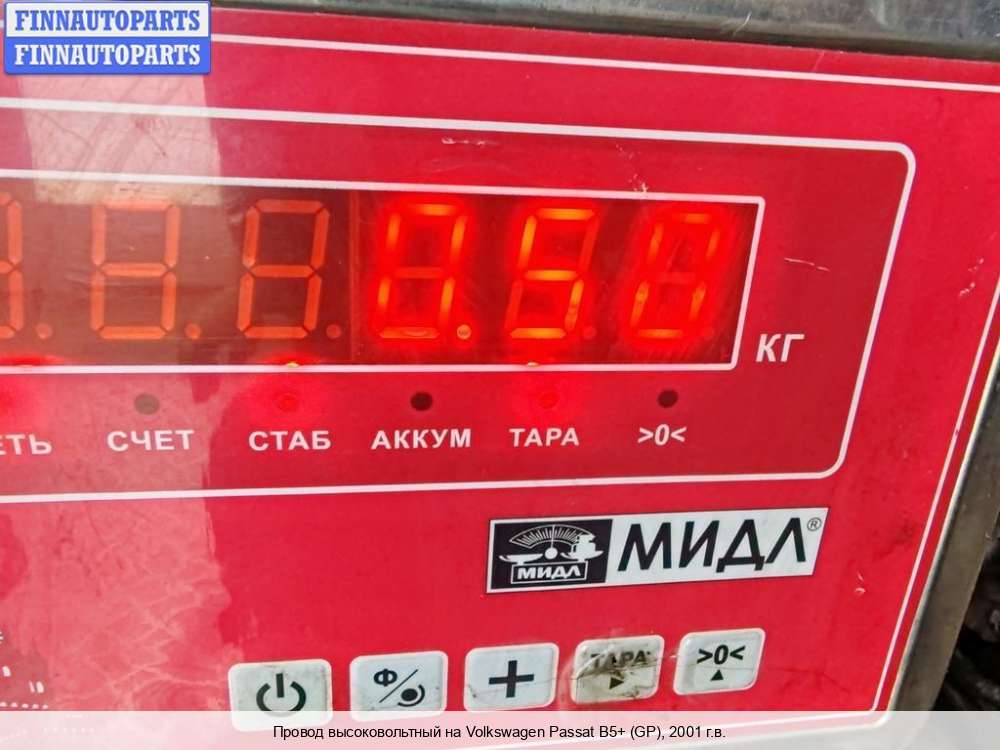 FINNAUTOPARTS
FINNAUTOPARTS
0.50
КГ
ЕТЬ СЧЕТ СТАБ АККУМ ТАРА >0<
МИДЛ МИДЛ®
Ф ТАРА >0<
Провод высоковольтный на Volkswagen Passat B5+ (GP), 2001 г.в.